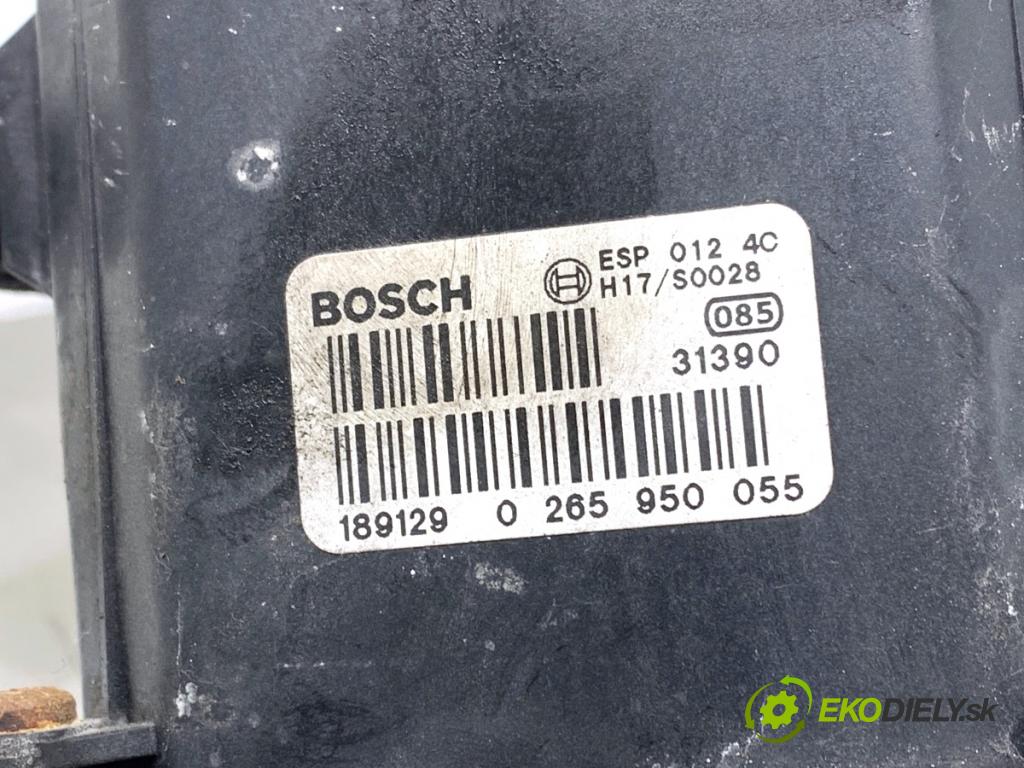 BOSCH
ESP 012 4C
H17/S0028
085
31390
189129 0 265 950 055
EKODIELY.sk